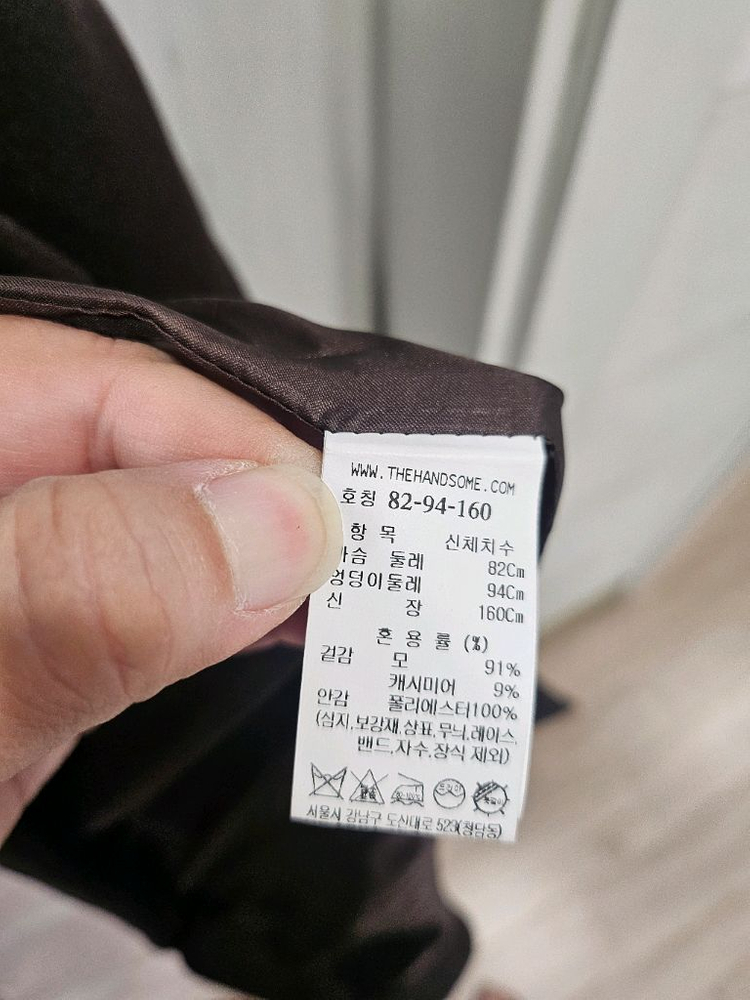 WWW.THEHANDSOME.COM
호칭 82-94-160
항 목 신체치수
둘레 82Cm
엉덩이둘레 94Cm
신 장 160Cm
혼 용 률 (%)
겉감 모 91%
캐시미어 9%
안감 폴리에스터100%
(심지,보강재,상표,무늬,레이스,
밴드,자수,장식 제외)
서울시 강남구 도산대로 523(청담동)